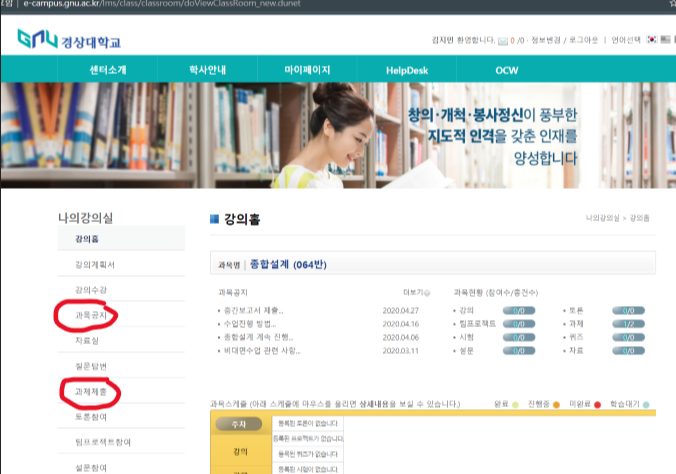 e-campus.gnu.ac.kr/lms/class/classroom/doViewClassRoom_new.dunet
GNU 경상대학교
김지민 환영합니다. 0 /0 · 정보변경 / 로그아웃 | 언어선택
센터소개 학사안내 마이페이지 HelpDesk OCW
창의·개척·봉사정신이 풍부한
지도적 인격을 갖춘 인재를
양성합니다
나의강의실
강의홈
강의계획서
강의수강
과목공지
자료실
질문답변
과제제출
토론참여
팀프로젝트참여
설문참여
강의홀
나의강의실 > 강의홈
과목명 | 종합설계 (064반)
과목공지 더보기
중간보고서 제출.. 2020.04.27
수업진행 방법... 2020.04.16
종합설계 계속 진행... 2020.04.06
비대면수업 관련 사항... 2020.03.11
과목현황 (참여수/총건수)
강의 0/0 토론 0/0
팀프로젝트 0/0 과제 1/2
시험 0/0 퀴즈 0/0
설문 0/0 자료 0/0
과목스케줄 (아래 스케줄에 마우스를 올리면 상세내용을 보실 수 있습니다.) 완료 진행중 미완료 학습대기
주차
강의
등록된 토론이 없습니다
등록된 프로젝트가 없습니다.
등록된 퀴즈가 없습니다
등록된 시험이 없습니다